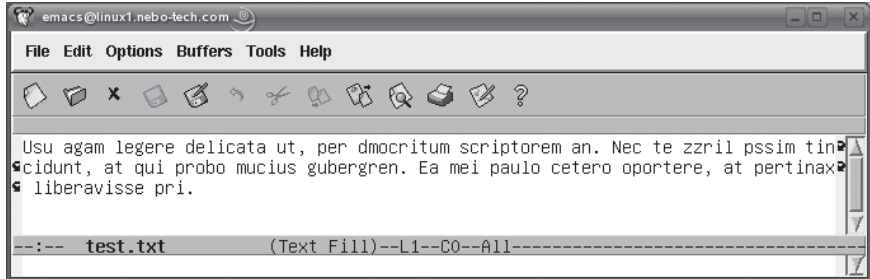 emacs@linux1.nebo-tech.com
File Edit Options Buffers Tools Help
Usu agam legere delicata ut, per dmocritum scriptorem an. Nec te zzril pssim tin
cidunt, at qui probo mucius gubergren. Ea mei paulo cetero oportere, at pertinax
liberavisse pri.
--:-- test.txt (Text Fill)--L1--C0--All----------------------------------